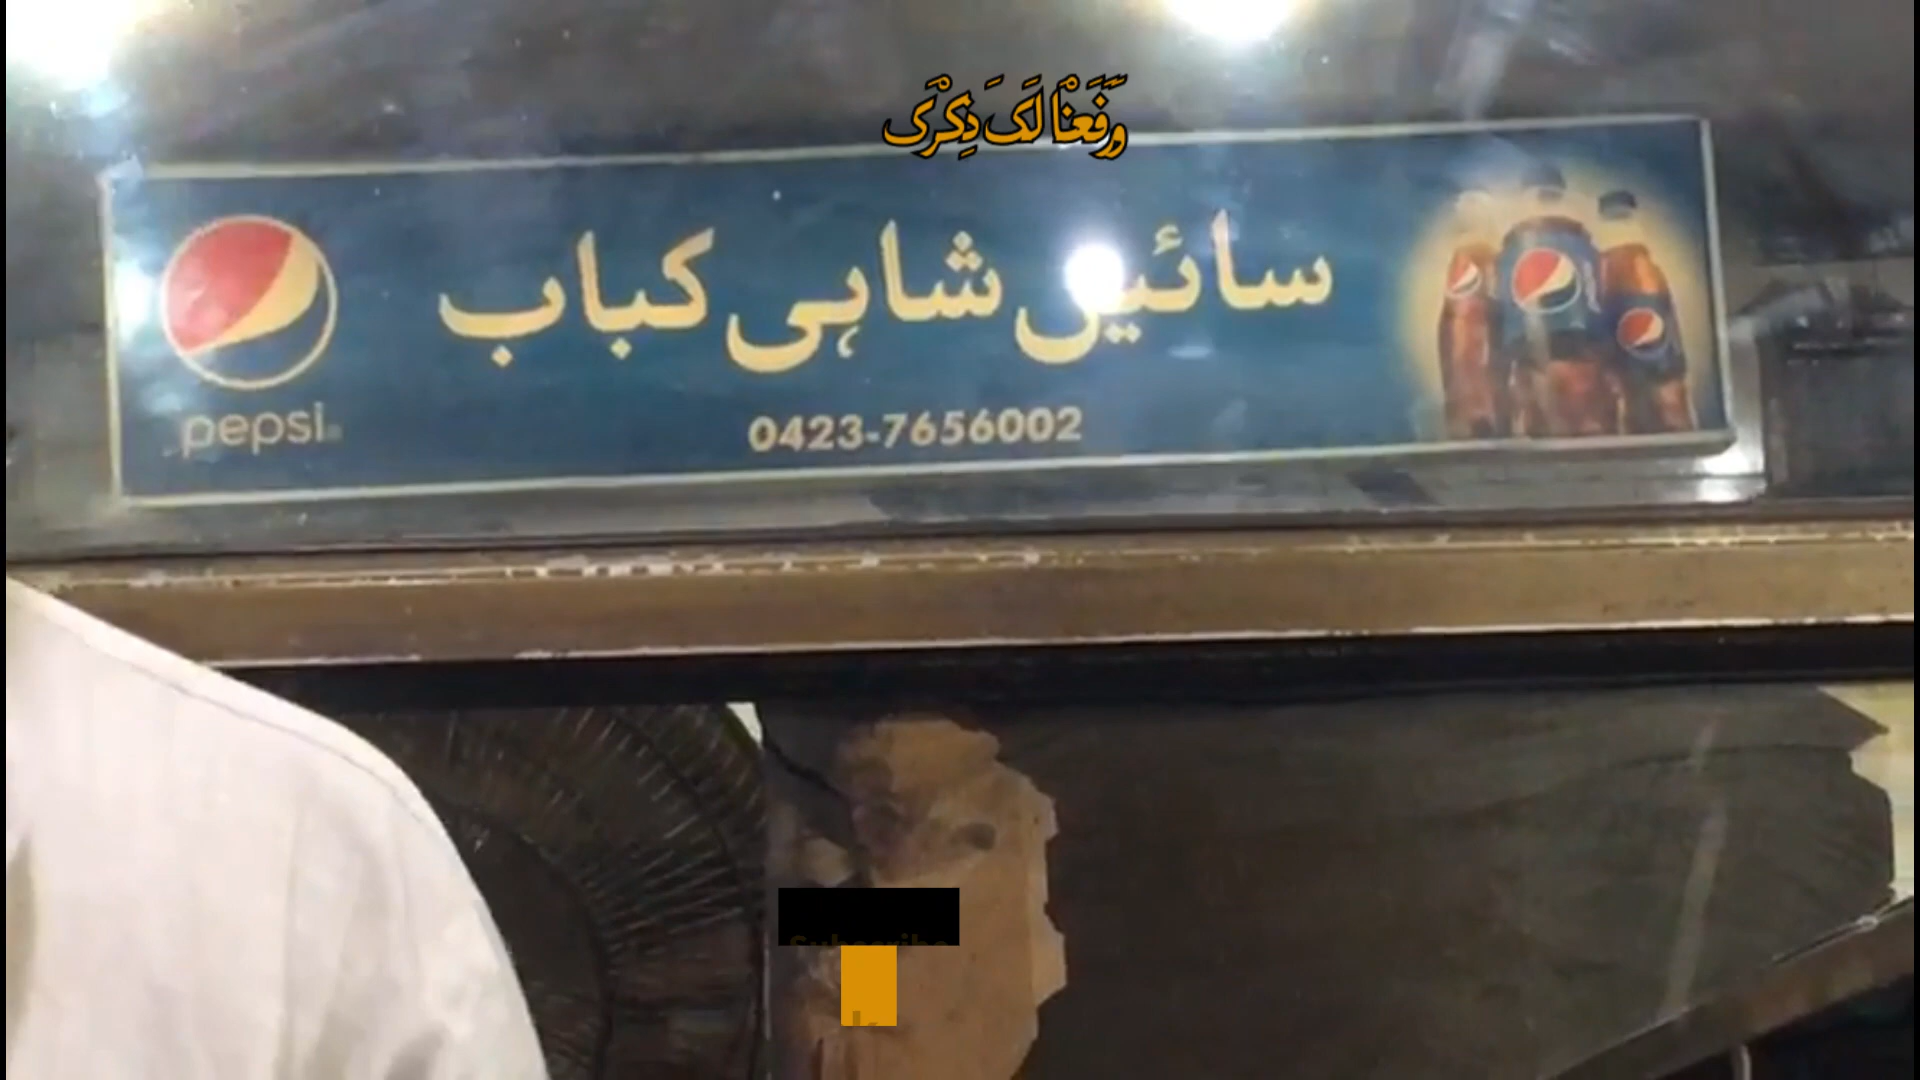 وَرَفَعْنَا لَکَ ذِکْرَکَ
سائیں شاہی کباب
pepsi
0423-7656002